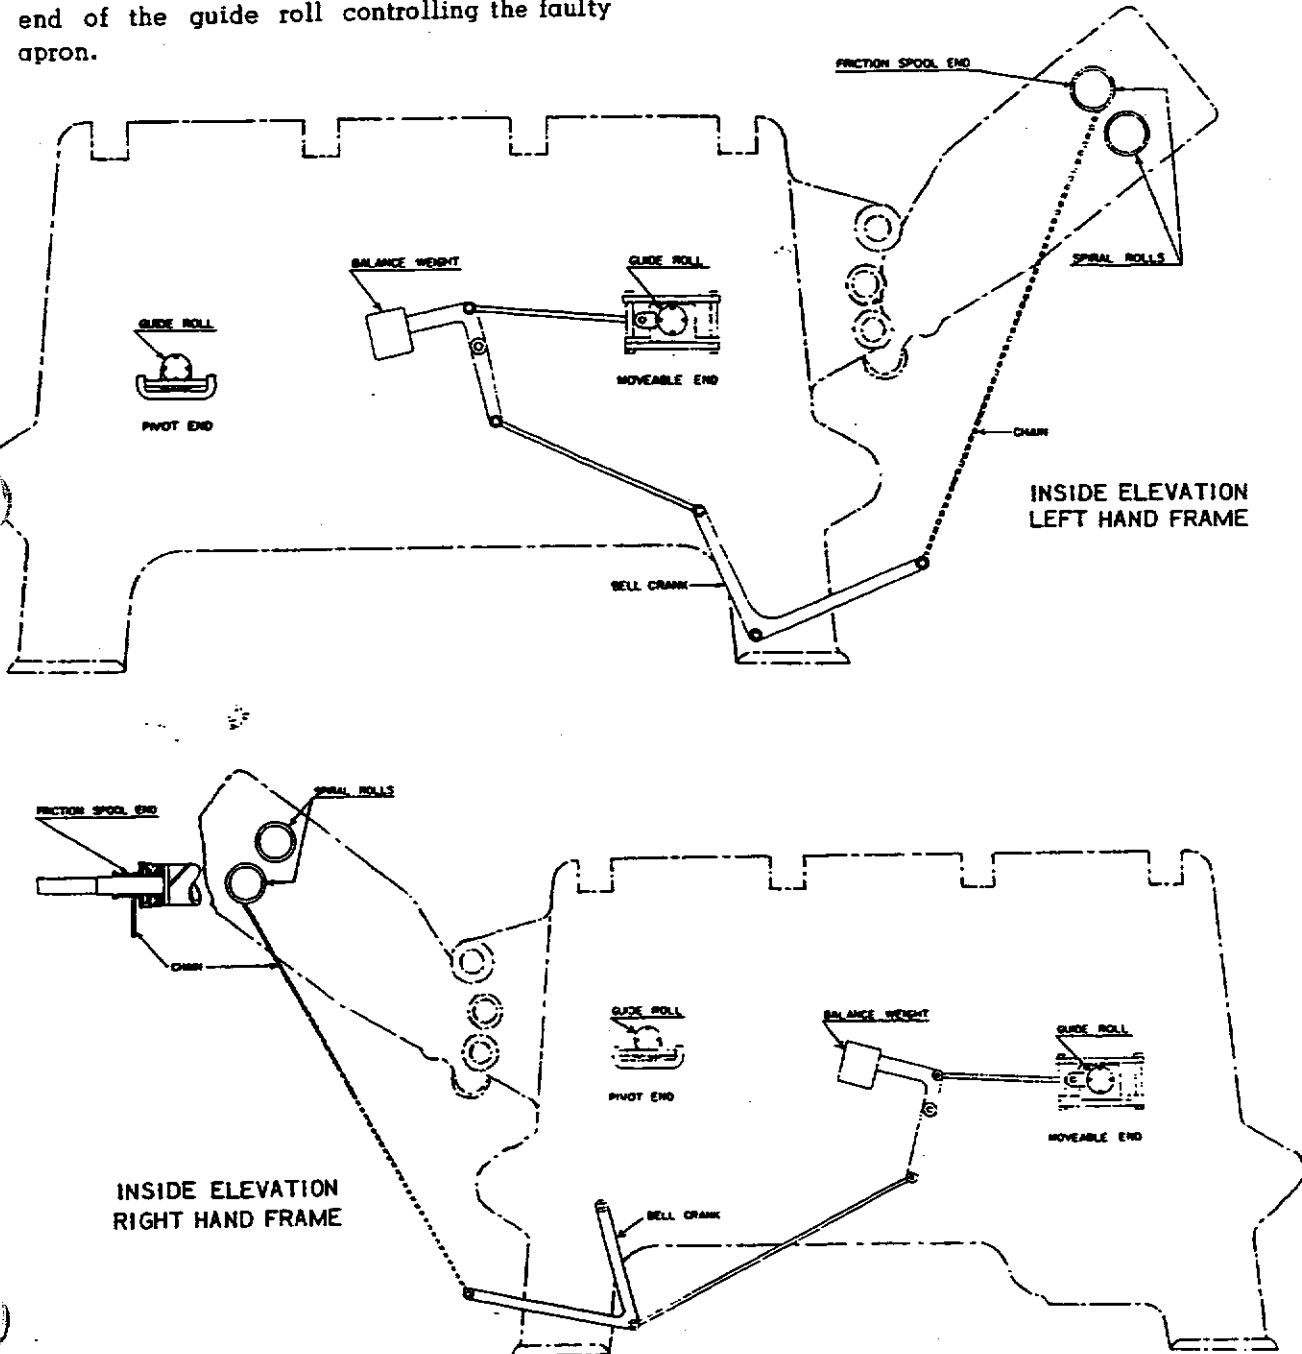 end of the guide roll controlling the faulty
apron.
FRICTION SPOOL END
SPIRAL ROLLS
BALANCE WEIGHT
GUIDE ROLL
GUIDE ROLL
MOVEABLE END
PIVOT END
CHAIN
INSIDE ELEVATION
LEFT HAND FRAME
BELL CRANK
SPIRAL ROLLS
FRICTION SPOOL END
CHAIN
GUIDE ROLL
BALANCE WEIGHT
GUIDE ROLL
PIVOT END
MOVEABLE END
INSIDE ELEVATION
RIGHT HAND FRAME
BELL CRANK